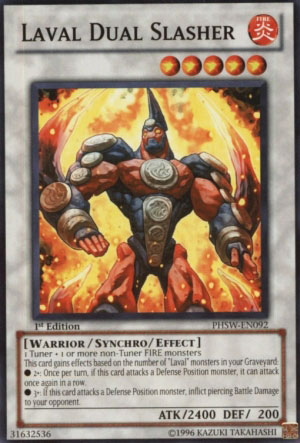 LAVAL DUAL SLASHER
FIRE
炎
1st Edition
PHSW-EN092
[WARRIOR / SYNCHRO / EFFECT]
1 Tuner + 1 or more non-Tuner FIRE monsters
This card gains effects based on the number of "Laval" monsters in your Graveyard:
● 2+: Once per turn, if this card attacks a Defense Position monster, it can attack
once again in a row.
● 3+: If this card attacks a Defense Position monster, inflict piercing Battle Damage
to your opponent.
ATK/2400 DEF/ 200
31632536
©1996 KAZUKI TAKAHASHI